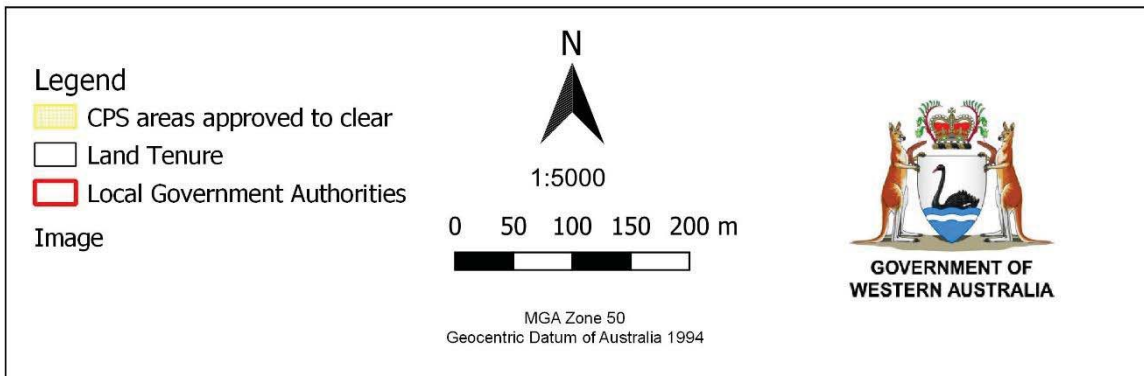 Legend
CPS areas approved to clear
Land Tenure
Local Government Authorities
Image
N
1:5000
0 50 100 150 200 m
MGA Zone 50
Geocentric Datum of Australia 1994
GOVERNMENT OF
WESTERN AUSTRALIA